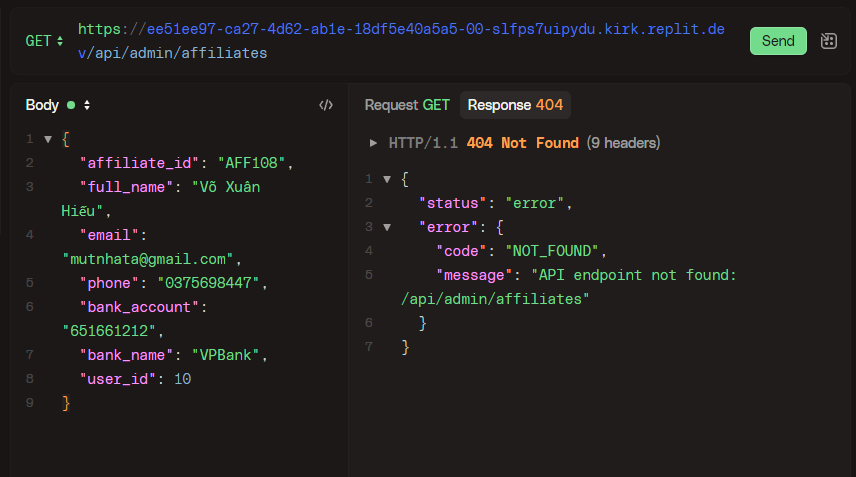 GET https://ee51ee97-ca27-4d62-ab1e-18df5e40a5a5-00-slfps7uipydu.kirk.replit.de
v/api/admin/affiliates
Send
Body
Request GET Response 404
1 {
2 "affiliate_id": "AFF108",
3 "full_name": "Võ Xuân
Hiếu",
4 "email":
"mutnhata@gmail.com",
5 "phone": "0375698447",
6 "bank_account":
"651661212",
7 "bank_name": "VPBank",
8 "user_id": 10
9 }
HTTP/1.1 404 Not Found (9 headers)
1 {
2 "status": "error",
3 "error": {
4 "code": "NOT_FOUND",
5 "message": "API endpoint not found:
/api/admin/affiliates"
6 }
7 }